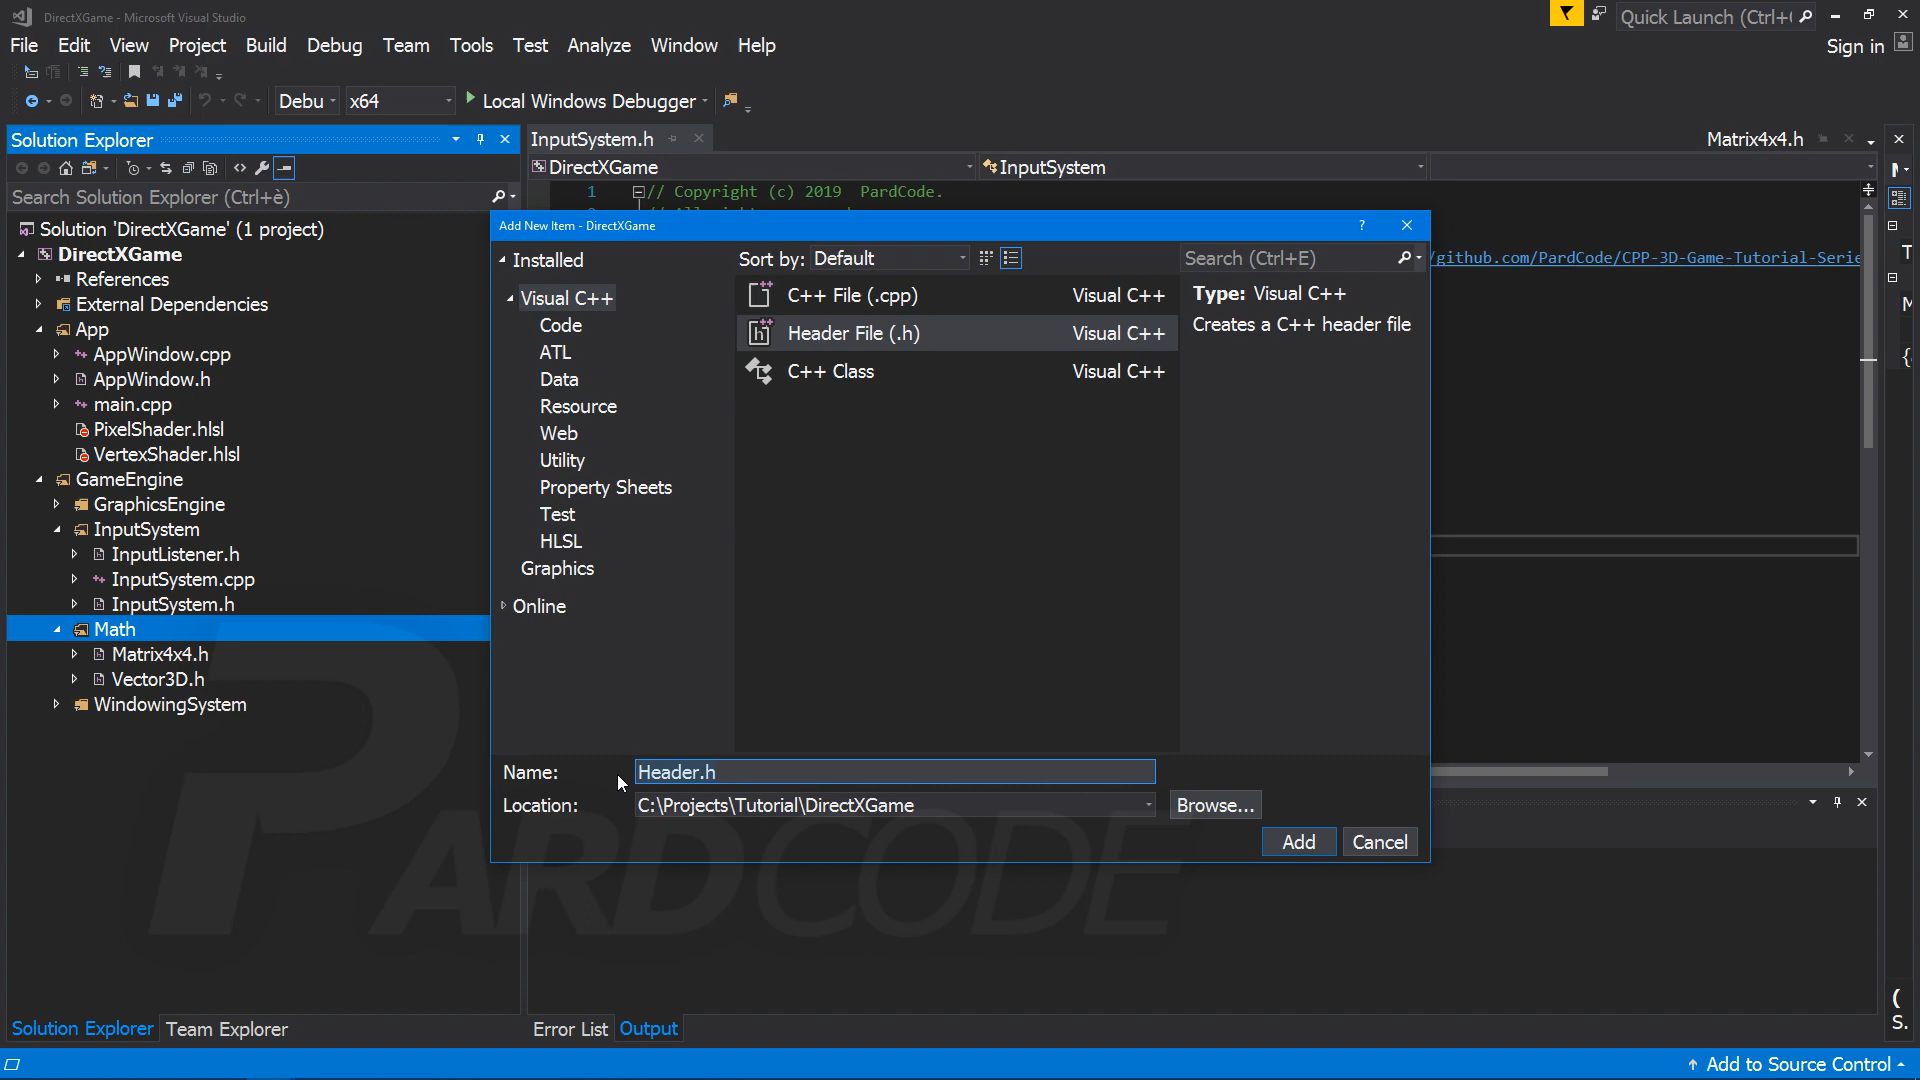 DirectXGame - Microsoft Visual Studio
Quick Launch (Ctrl+
File Edit View Project Build Debug Team Tools Test Analyze Window Help
Sign in
Debu x64 Local Windows Debugger
Solution Explorer
InputSystem.h
Matrix4x4.h
DirectXGame
InputSystem
Search Solution Explorer (Ctrl+è)
1 // Copyright (c) 2019 PardCode.
Solution 'DirectXGame' (1 project)
DirectXGame
References
External Dependencies
App
AppWindow.cpp
AppWindow.h
main.cpp
PixelShader.hlsl
VertexShader.hlsl
GameEngine
GraphicsEngine
InputSystem
InputListener.h
InputSystem.cpp
InputSystem.h
Math
Matrix4x4.h
Vector3D.h
WindowingSystem
Add New Item - DirectXGame
?
Installed
Sort by: Default
Search (Ctrl+E)
Visual C++
Code
ATL
Data
Resource
Web
Utility
Property Sheets
Test
HLSL
Graphics
Online
C++ File (.cpp) Visual C++
Header File (.h) Visual C++
C++ Class Visual C++
Type: Visual C++
Creates a C++ header file
/github.com/PardCode/CPP-3D-Game-Tutorial-Serie
Name: Header.h
Location: C:\Projects\Tutorial\DirectXGame
Browse...
Add Cancel
PARDCODE
Solution Explorer Team Explorer
Error List Output
Add to Source Control